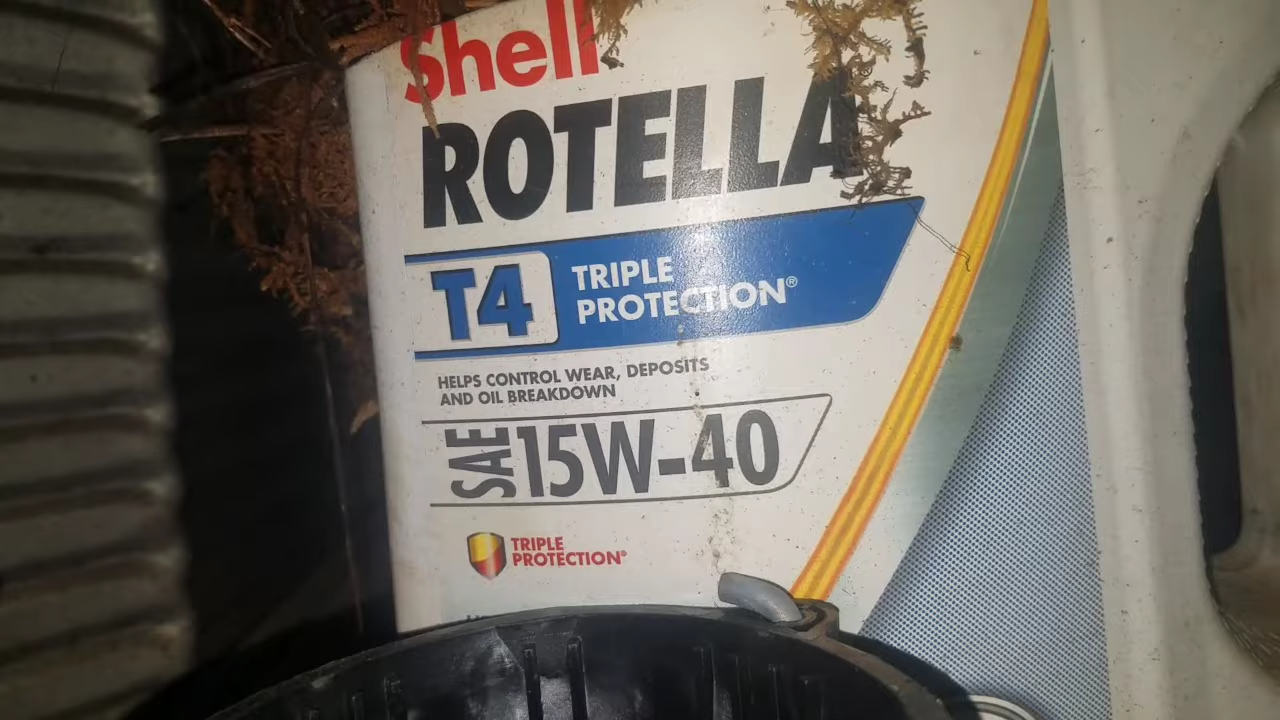 Shell
ROTELLA
T4
TRIPLE
PROTECTION®
HELPS CONTROL WEAR, DEPOSITS
AND OIL BREAKDOWN
SAE 15W-40
TRIPLE
PROTECTION®